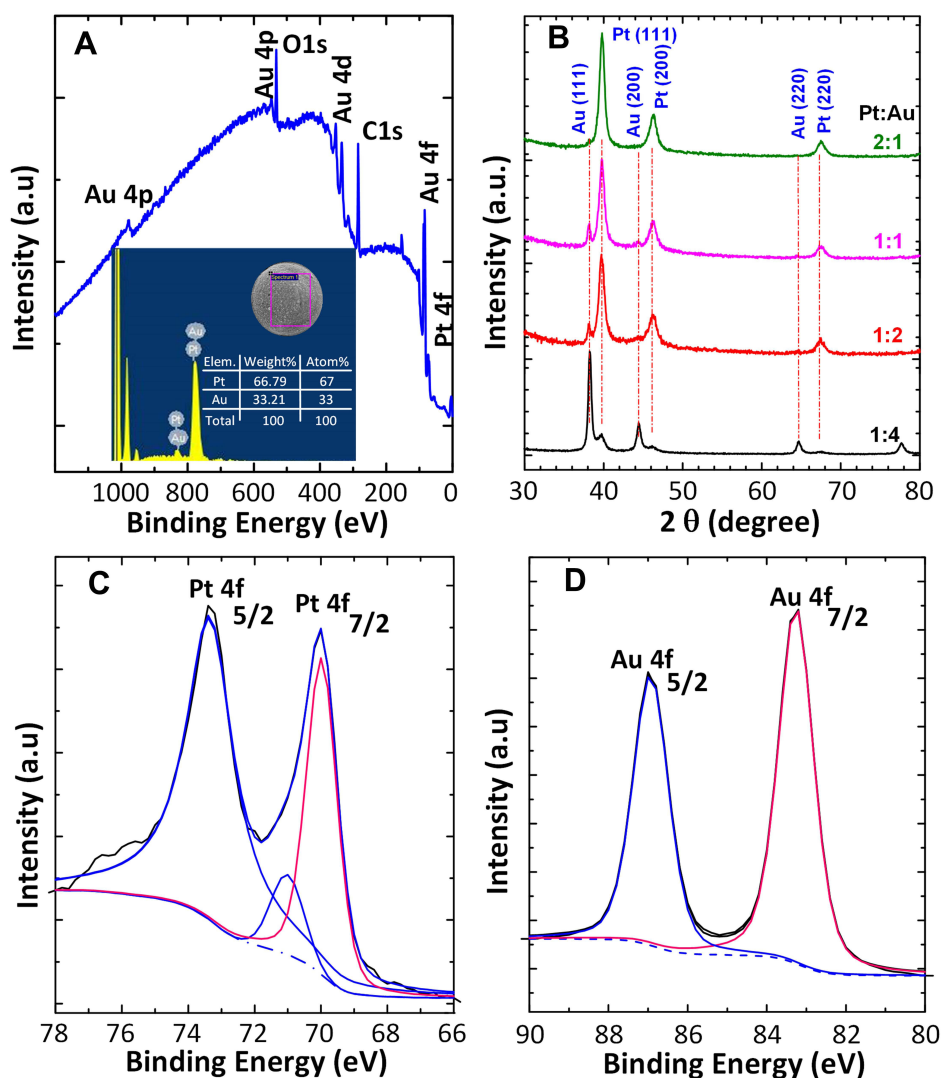 A
Au 4p
O1s
Au 4d
C1s
Au 4p
Au 4f
Pt 4f
Spectrum 1
Au
Pt
Pt
Au
Elem. Weight% Atom%
Pt 66.79 67
Au 33.21 33
Total 100 100
Intensity (a.u)
1000 800 600 400 200 0
Binding Energy (eV)
B
Au (111)
Pt (111)
Au (200)
Pt (200)
Au (220)
Pt (220)
Pt:Au
2:1
1:1
1:2
1:4
Intensity (a.u.)
30 40 50 60 70 80
2 θ (degree)
C
Pt 4f 5/2
Pt 4f 7/2
Intensity (a.u)
78 76 74 72 70 68 66
Binding Energy (eV)
D
Au 4f 5/2
Au 4f 7/2
Intensity (a.u)
90 88 86 84 82 80
Binding Energy (eV)